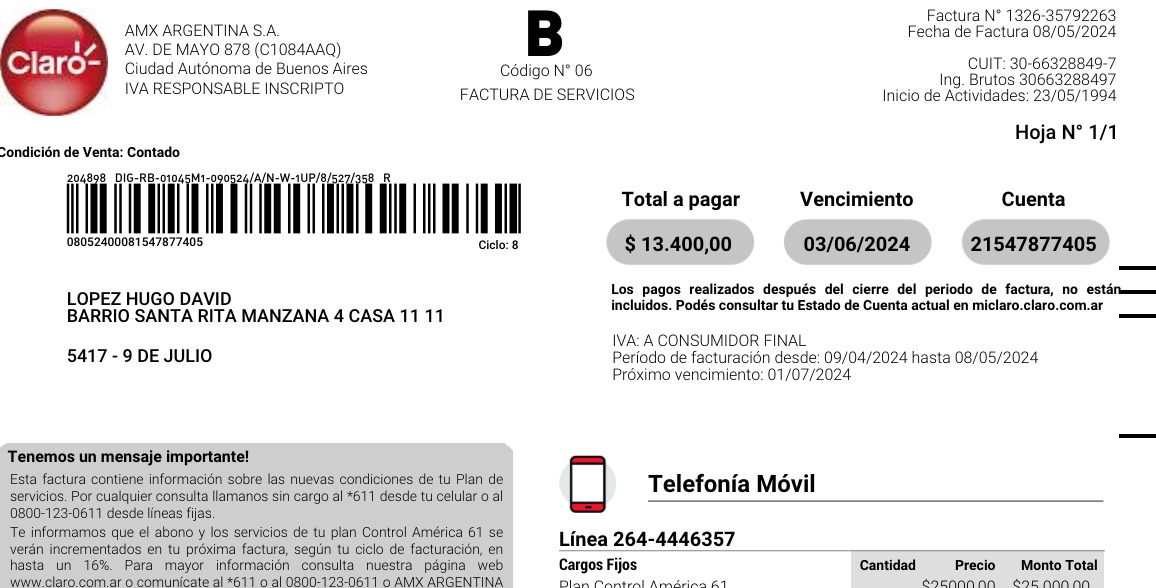 Claro
AMX ARGENTINA S.A.
AV. DE MAYO 878 (C1084AAQ)
Ciudad Autónoma de Buenos Aires
IVA RESPONSABLE INSCRIPTO
B
Código N° 06
FACTURA DE SERVICIOS
Factura N° 1326-35792263
Fecha de Factura 08/05/2024
CUIT: 30-66328849-7
Ing. Brutos 30663288497
Inicio de Actividades: 23/05/1994
Hoja N° 1/1
Condición de Venta: Contado
204898 DIG-RB-01045M1-090524/A/N-W-1UP/8/527/358 R
08052400081547877405
Ciclo: 8
Total a pagar
Vencimiento
Cuenta
$ 13.400,00
03/06/2024
21547877405
Los pagos realizados después del cierre del periodo de factura, no están
incluidos. Podés consultar tu Estado de Cuenta actual en miclaro.claro.com.ar
LOPEZ HUGO DAVID
BARRIO SANTA RITA MANZANA 4 CASA 11 11
5417 - 9 DE JULIO
IVA: A CONSUMIDOR FINAL
Período de facturación desde: 09/04/2024 hasta 08/05/2024
Próximo vencimiento: 01/07/2024
Tenemos un mensaje importante!
Esta factura contiene información sobre las nuevas condiciones de tu Plan de
servicios. Por cualquier consulta llamanos sin cargo al *611 desde tu celular o al
0800-123-0611 desde líneas fijas.
Te informamos que el abono y los servicios de tu plan Control América 61 se
verán incrementados en tu próxima factura, según tu ciclo de facturación, en
hasta un 16%. Para mayor información consulta nuestra página web
www.claro.com.ar o comunícate al *611 o al 0800-123-0611 o AMX ARGENTINA
Telefonía Móvil
Línea 264-4446357
Cargos Fijos
Cantidad
Precio
Monto Total
Plan Control América 61
$25000,00
$25.000,00